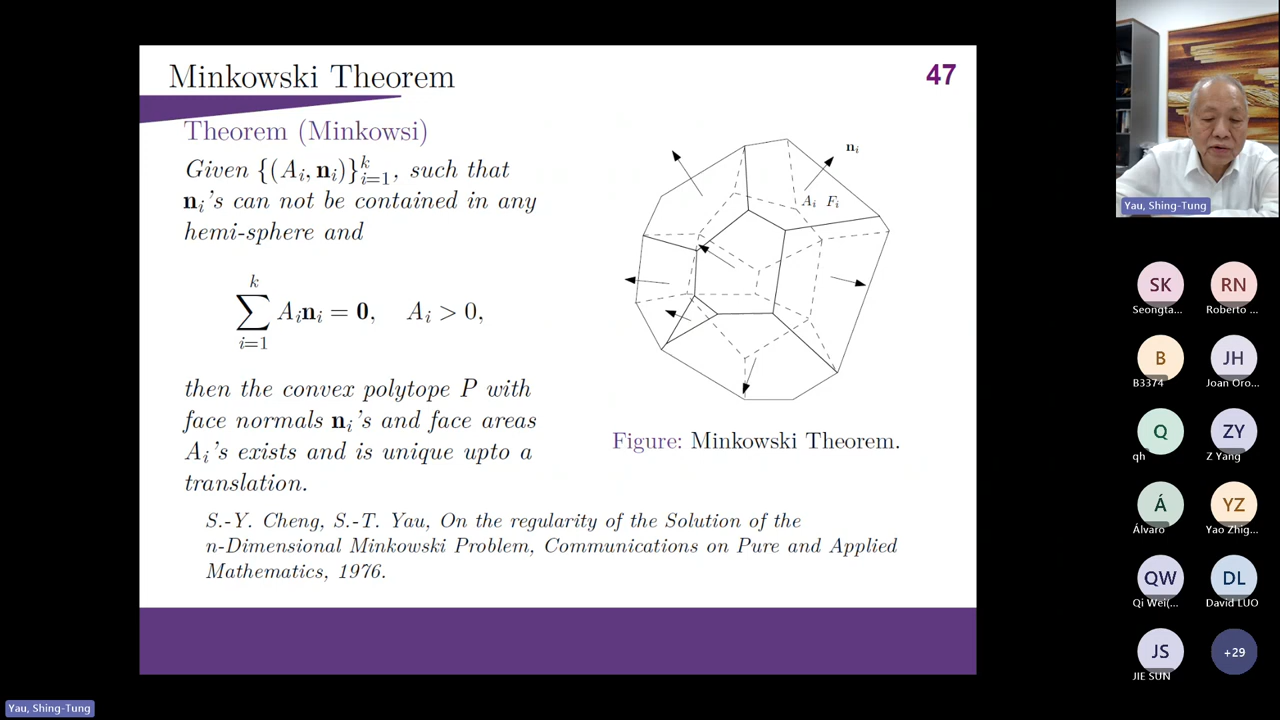 Minkowski Theorem
47
Theorem (Minkowsi)
Given {(A_i, n_i)}_{i=1}^k, such that
n_i's can not be contained in any
hemi-sphere and
∑_{i=1}^k A_i n_i = 0, A_i > 0,
then the convex polytope P with
face normals n_i's and face areas
A_i's exists and is unique upto a
translation.
n_i
A_i F_i
Figure: Minkowski Theorem.
S.-Y. Cheng, S.-T. Yau, On the regularity of the Solution of the
n-Dimensional Minkowski Problem, Communications on Pure and Applied
Mathematics, 1976.
Yau, Shing-Tung
SK
RN
Seongta...
Roberto ...
B
JH
B3374
Joan Oro...
Q
ZY
qh
Z Yang
Á
YZ
Álvaro
Yao Zhig...
QW
DL
Qi Wei(...
David LUO
JS
+29
JIE SUN
Yau, Shing-Tung